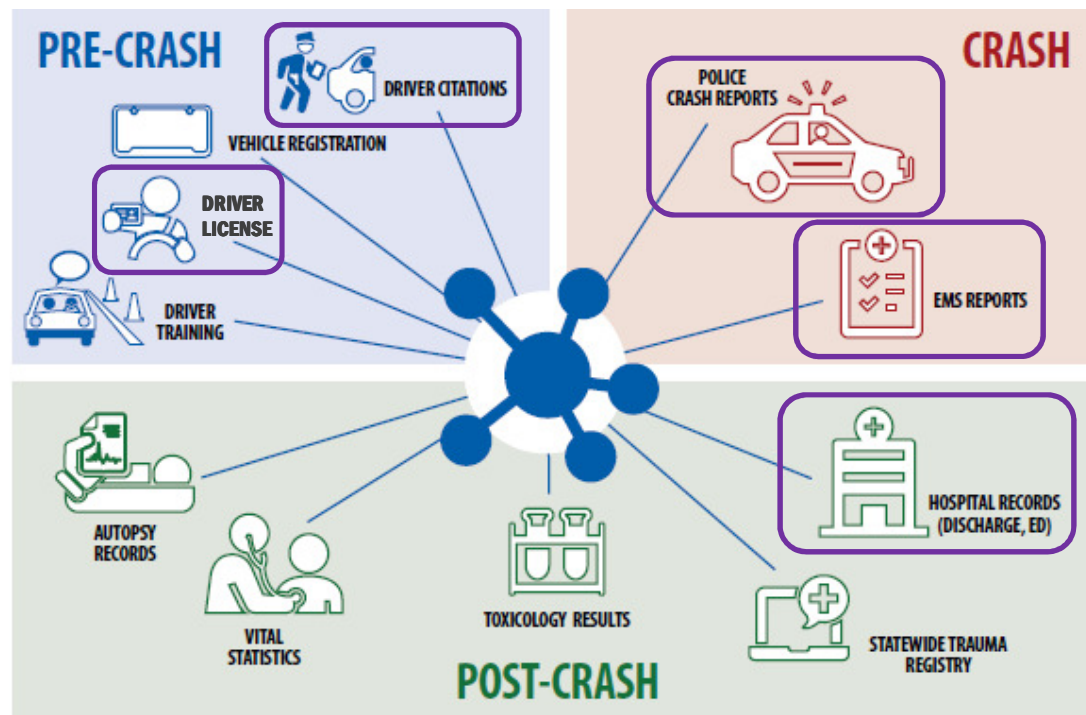 PRE-CRASH
DRIVER CITATIONS
VEHICLE REGISTRATION
DRIVER
LICENSE
DRIVER
TRAINING
CRASH
POLICE
CRASH REPORTS
EMS REPORTS
HOSPITAL RECORDS
(DISCHARGE, ED)
AUTOPSY
RECORDS
VITAL
STATISTICS
TOXICOLOGY RESULTS
STATEWIDE TRAUMA
REGISTRY
POST-CRASH